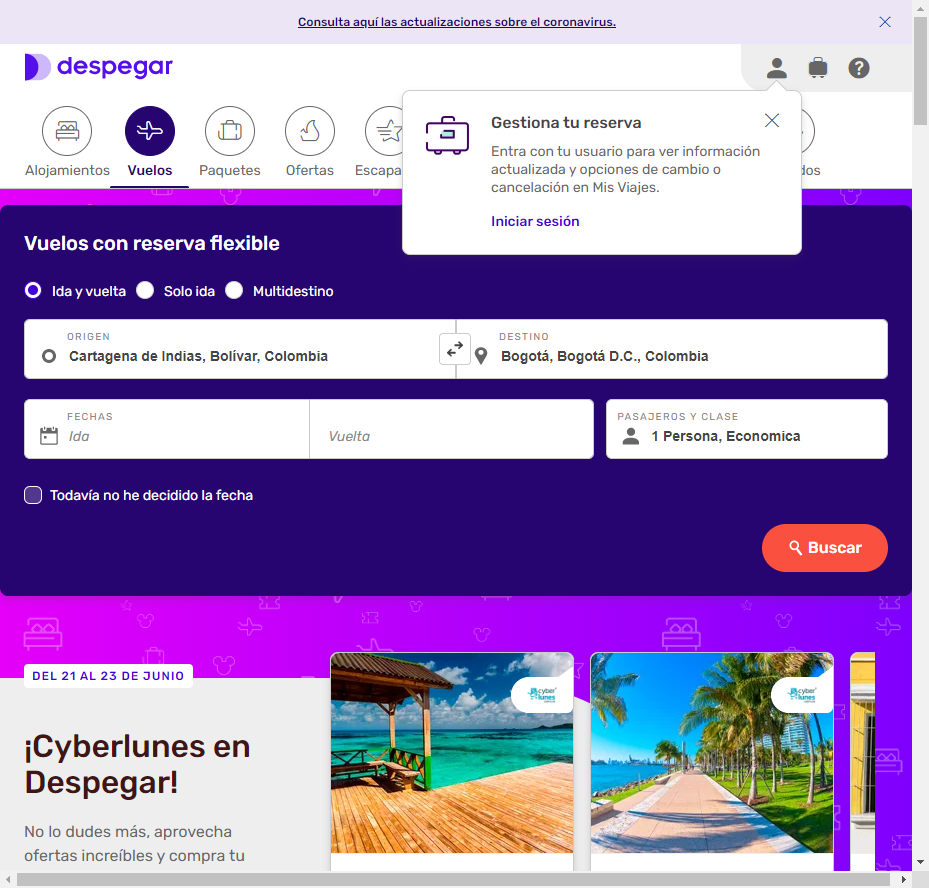 Consulta aquí las actualizaciones sobre el coronavirus.
despegar
Alojamientos
Vuelos
Paquetes
Ofertas
Escapa
dos
Gestiona tu reserva
Entra con tu usuario para ver información
actualizada y opciones de cambio o
cancelación en Mis Viajes.
Iniciar sesión
Vuelos con reserva flexible
Ida y vuelta
Solo ida
Multidestino
ORIGEN
Cartagena de Indias, Bolívar, Colombia
DESTINO
Bogotá, Bogotá D.C., Colombia
FECHAS
Ida
Vuelta
PASAJEROS Y CLASE
1 Persona, Economica
Todavía no he decidido la fecha
Buscar
DEL 21 AL 23 DE JUNIO
¡Cyberlunes en
Despegar!
No lo dudes más, aprovecha
ofertas increíbles y compra tu
cyber
lunes
cyber
lunes